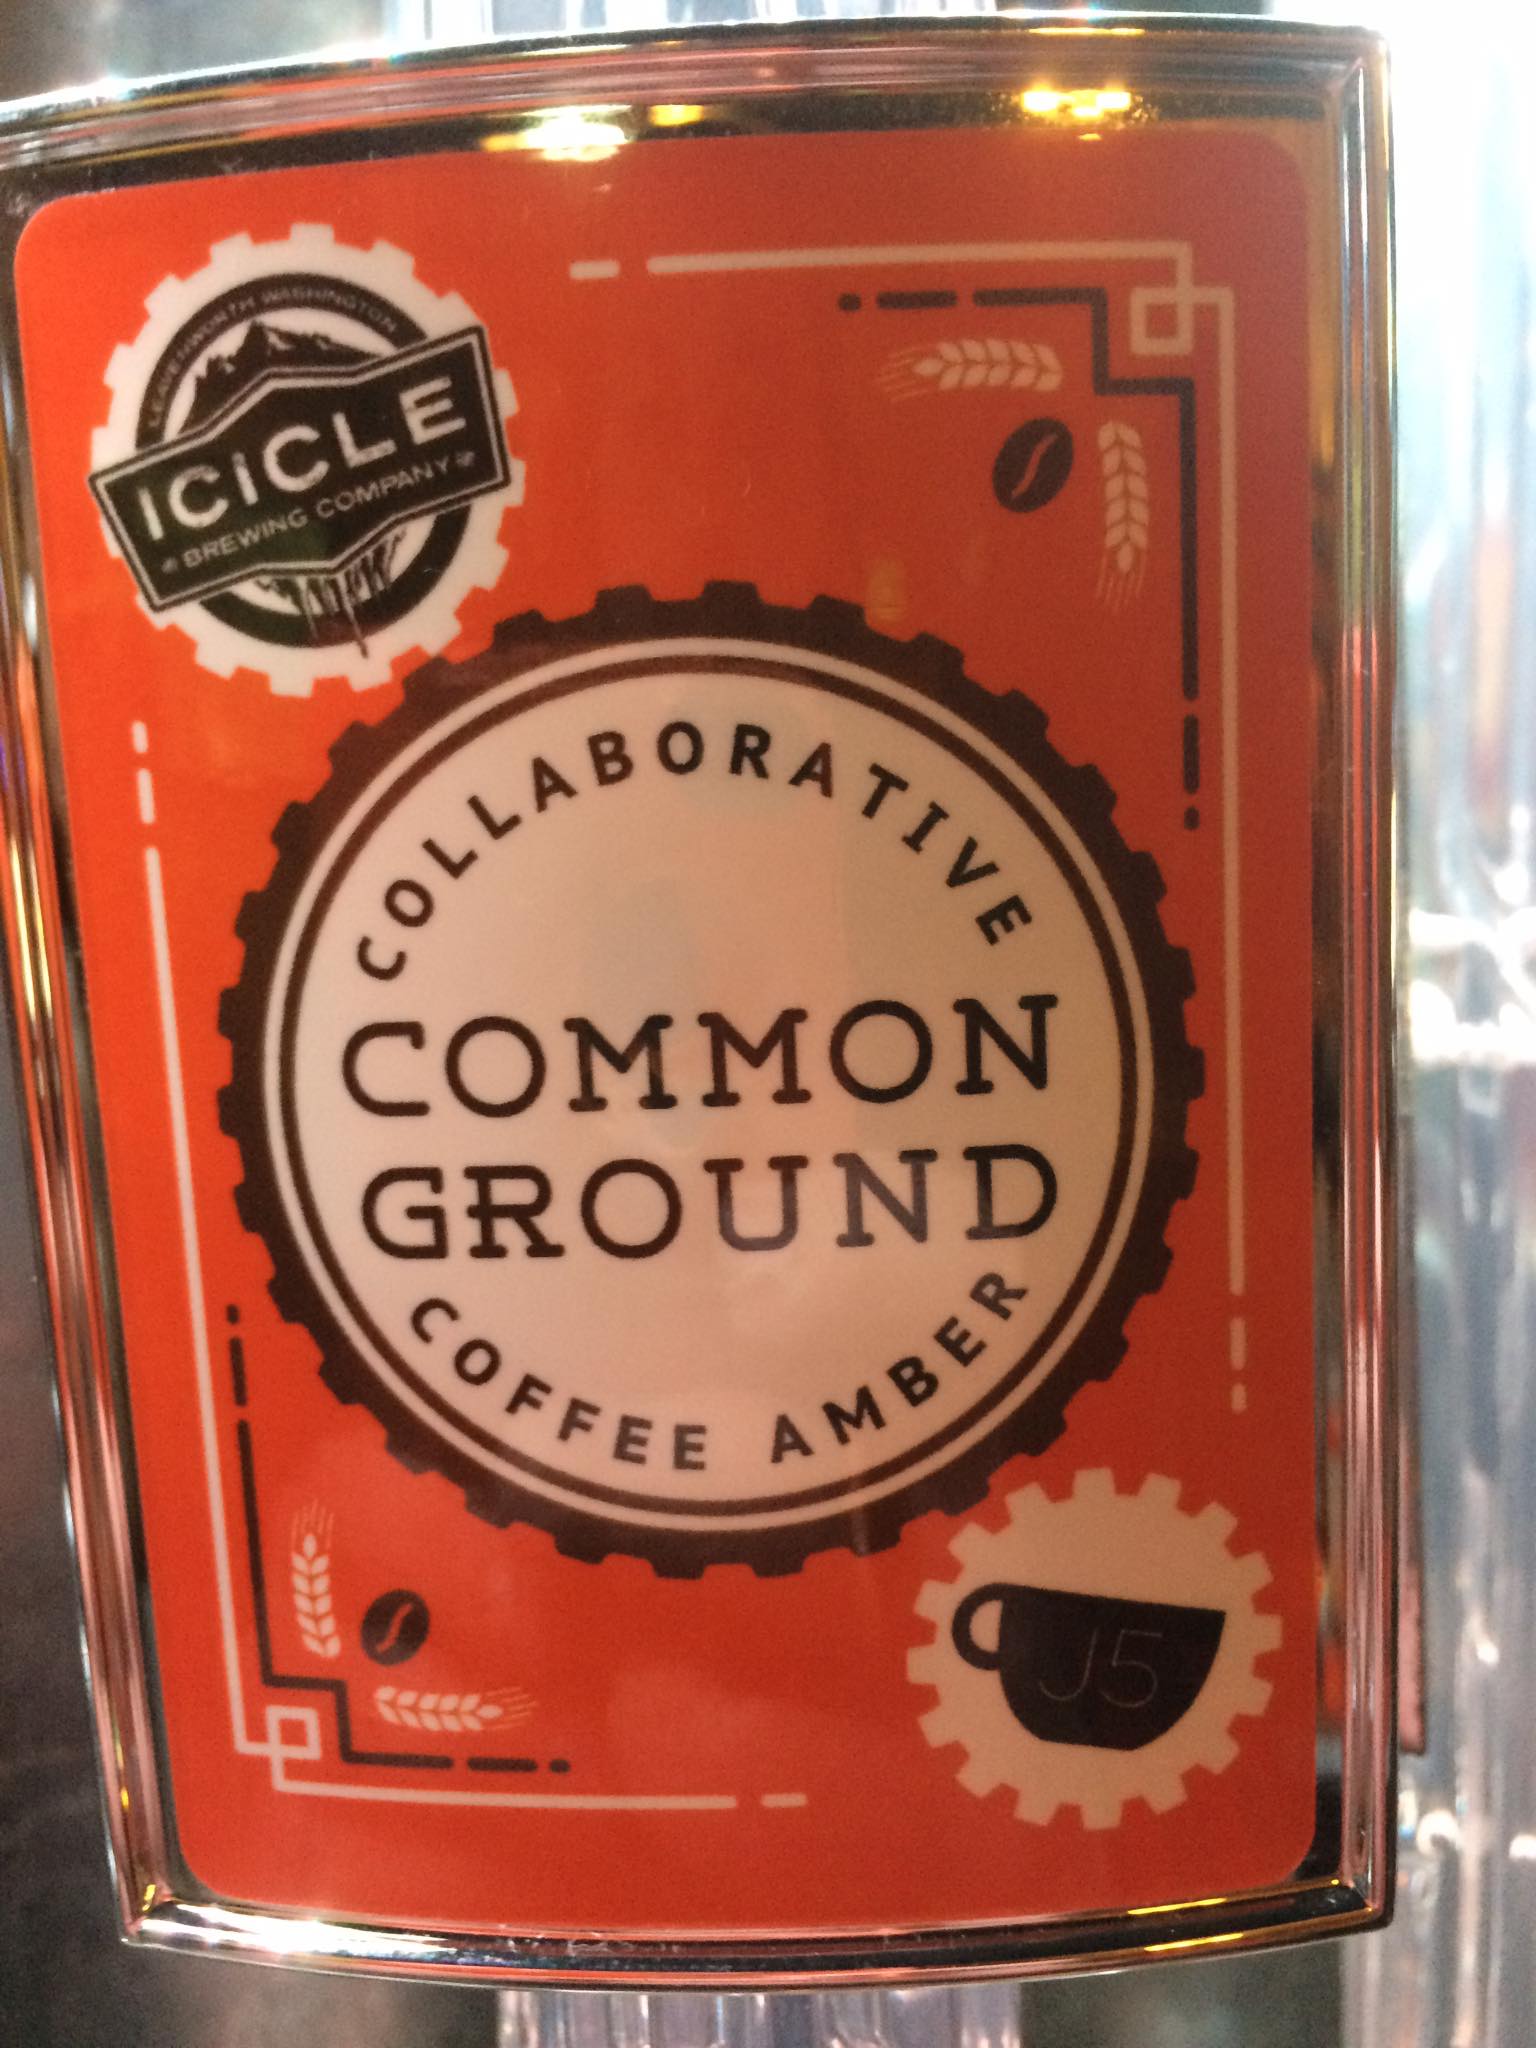 LEAVENWORTH WASHINGTON
ICICLE
BREWING COMPANY
COLLABORATIVE
COMMON
GROUND
COFFEE AMBER
J5